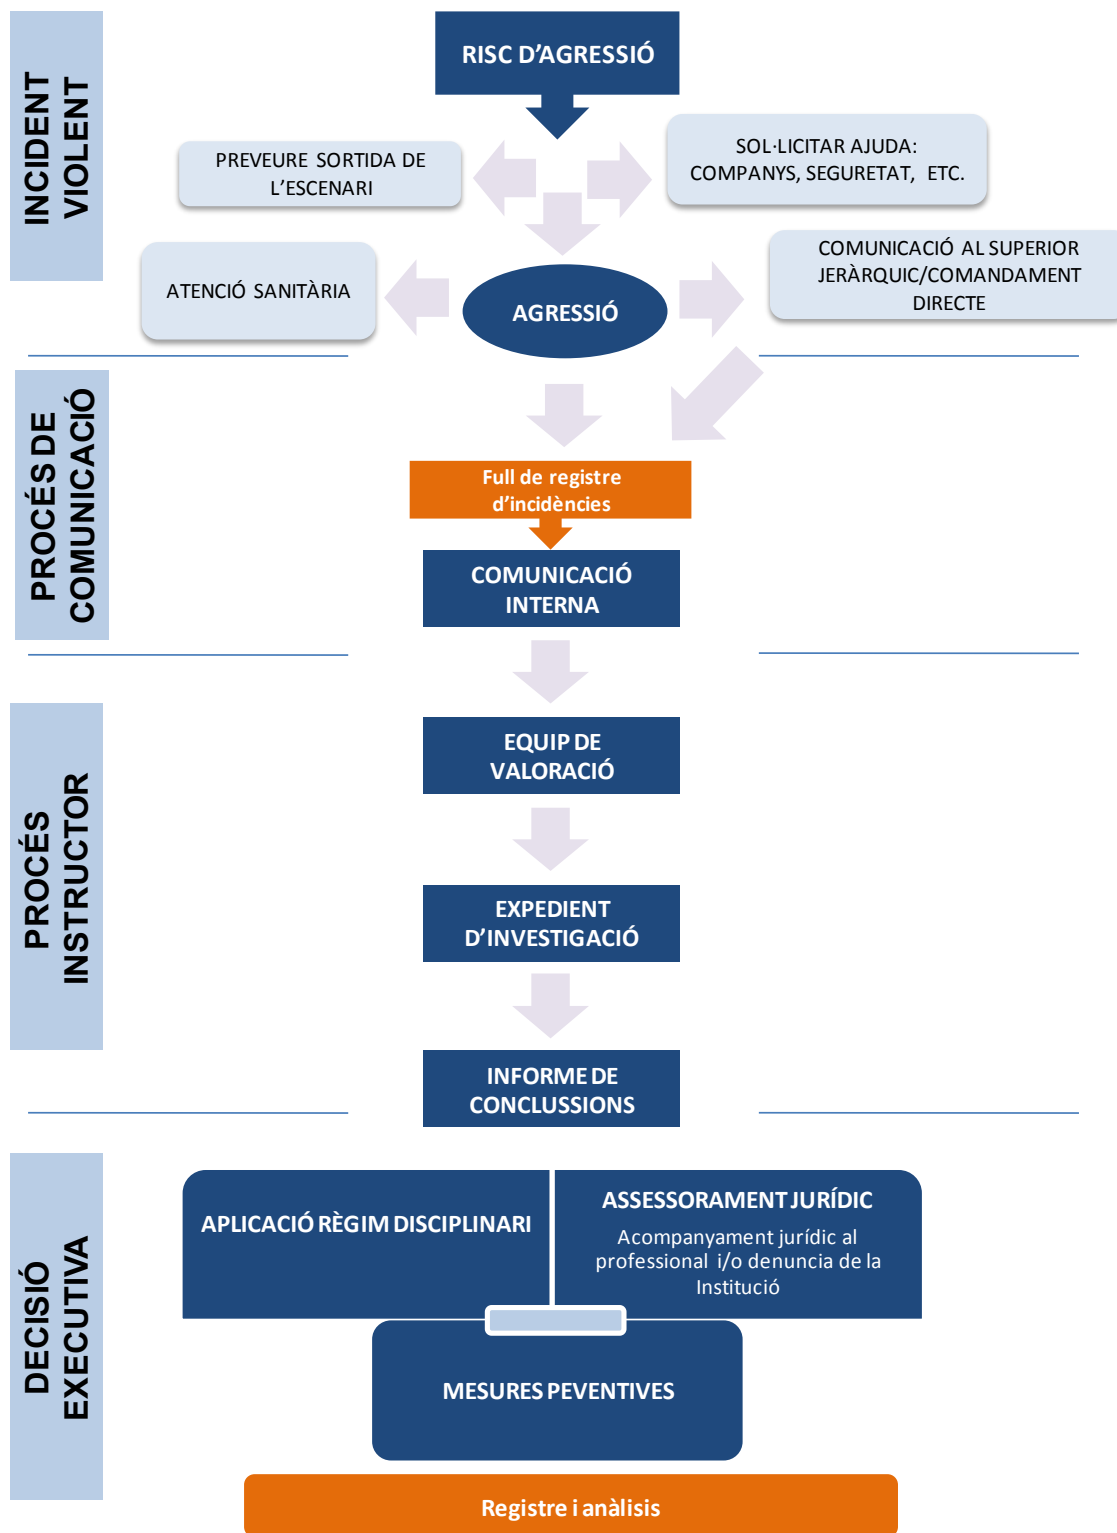 INCIDENT
VIOLENT
RISC D’AGRESSIÓ
PREVEURE SORTIDA DE
L’ESCENARI
SOL·LICITAR AJUDA:
COMPANYS, SEGURETAT, ETC.
ATENCIÓ SANITÀRIA
AGRESSIÓ
COMUNICACIÓ AL SUPERIOR
JERÀRQUIC/COMANDAMENT
DIRECTE
PROCÉS DE
COMUNICACIÓ
Full de registre
d’incidències
COMUNICACIÓ
INTERNA
PROCÉS
INSTRUCTOR
EQUIP DE
VALORACIÓ
EXPEDIENT
D’INVESTIGACIÓ
INFORME DE
CONCLUSSIONS
DECISIÓ
EXECUTIVA
APLICACIÓ RÈGIM DISCIPLINARI
ASSESSORAMENT JURÍDIC
Acompanyament jurídic al
professional i/o denuncia de la
Institució
MESURES PEVENTIVES
Registre i anàlisis